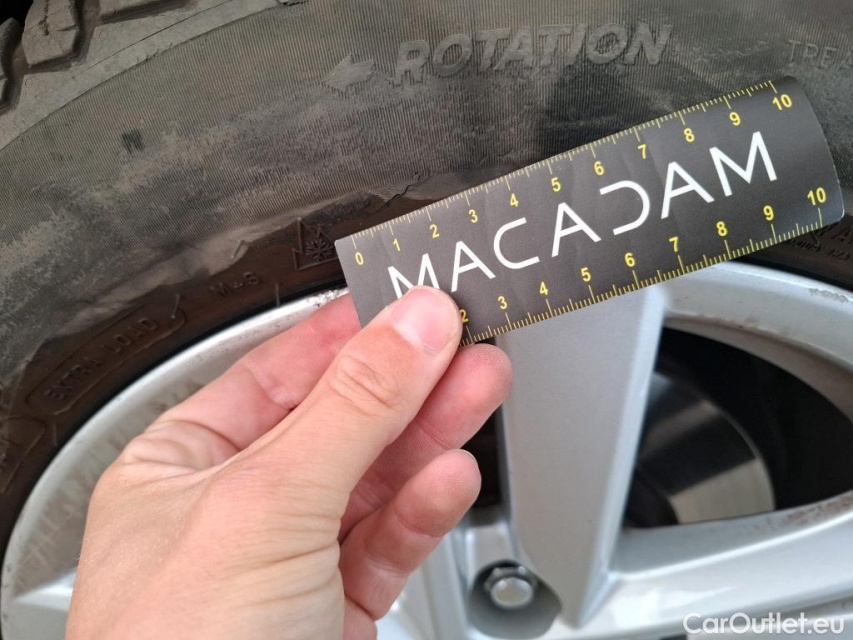 ROTATION
TREA
0 1 2 3 4 5 6 7 8 9 10
MACADAM
2 3 4 5 6 7 8 9 10
M+S
EXTRA LOAD
CarOutlet.eu